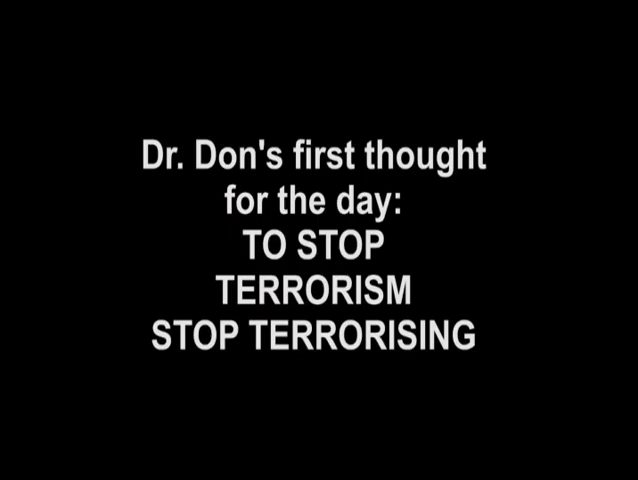 Dr. Don's first thought
for the day:
TO STOP
TERRORISM
STOP TERRORISING